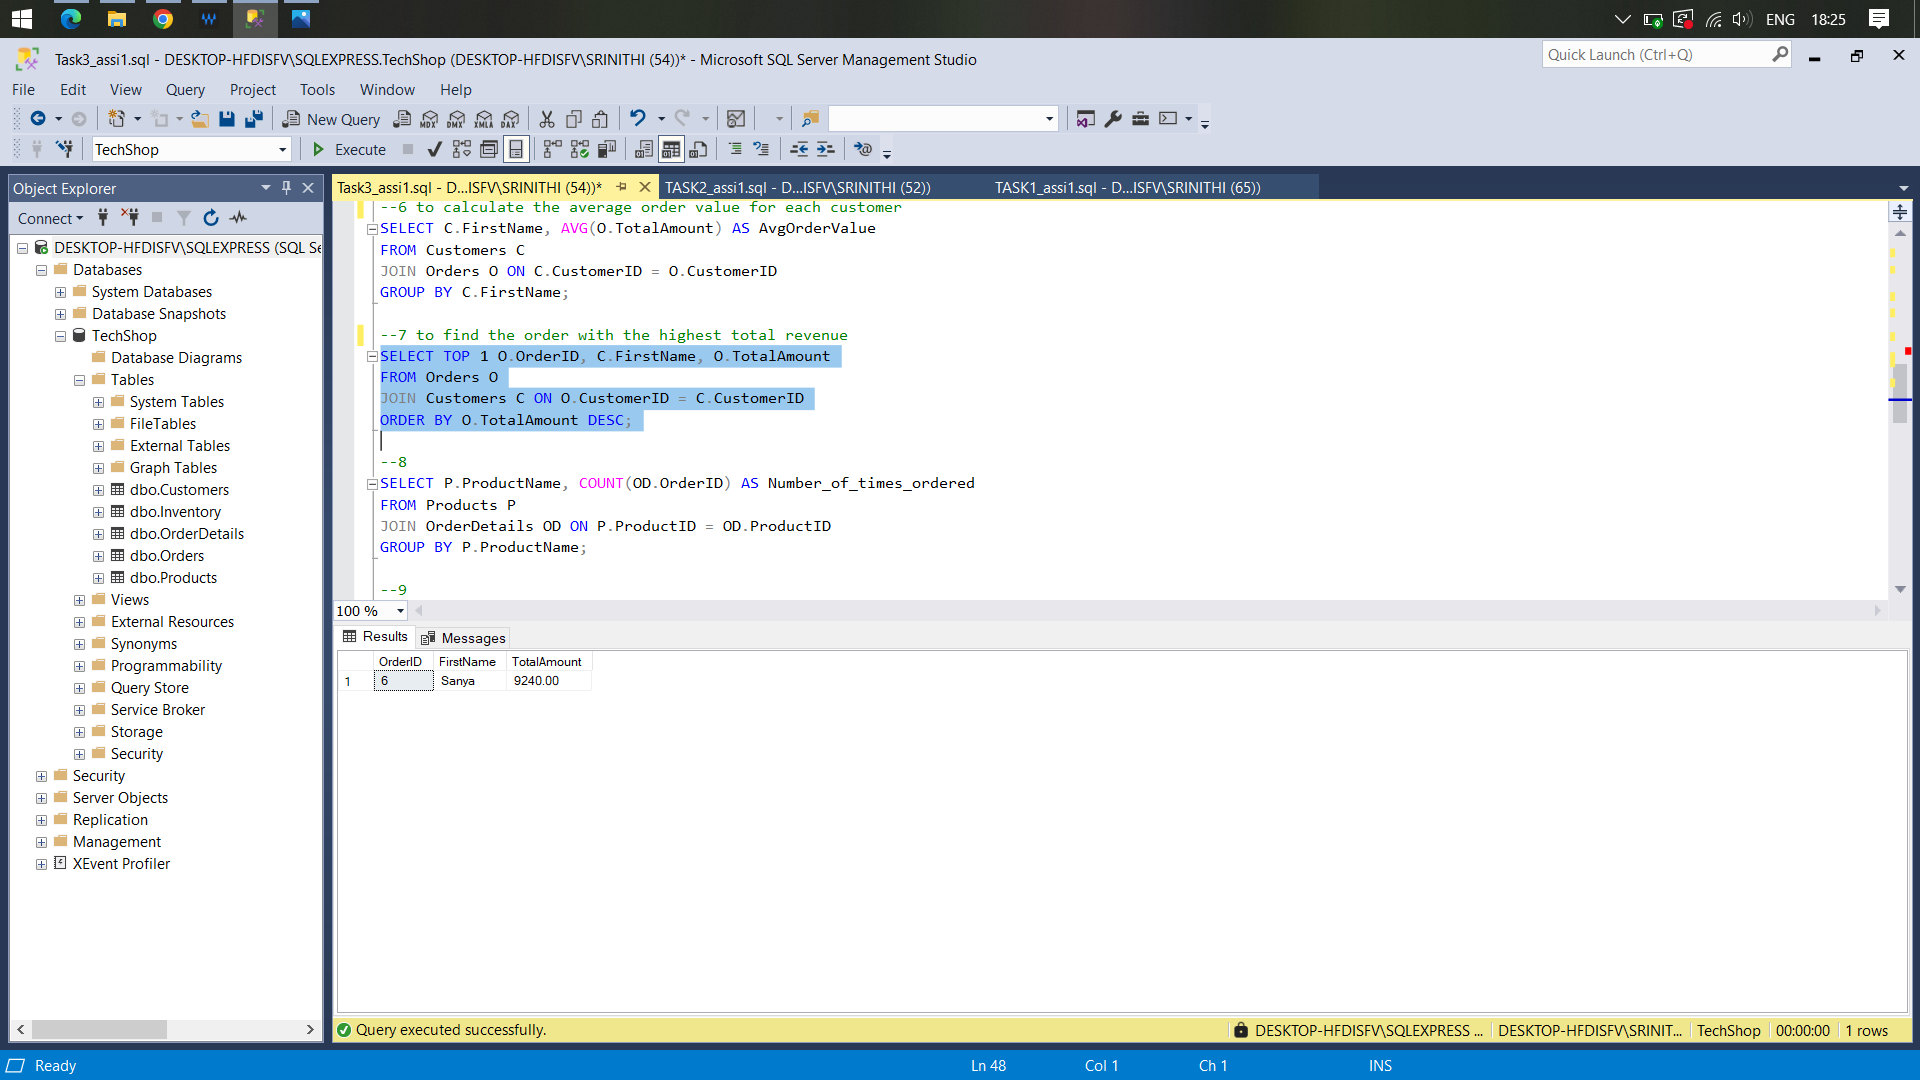 ENG 18:25
Task3_assi1.sql - DESKTOP-HFDISFV\SQLEXPRESS.TechShop (DESKTOP-HFDISFV\SRINITHI (54))* - Microsoft SQL Server Management Studio
Quick Launch (Ctrl+Q)
File Edit View Query Project Tools Window Help
New Query MDX DMX XMLA DAX
TechShop Execute
Object Explorer
Connect
DESKTOP-HFDISFV\SQLEXPRESS (SQL Se
Databases
System Databases
Database Snapshots
TechShop
Database Diagrams
Tables
System Tables
FileTables
External Tables
Graph Tables
dbo.Customers
dbo.Inventory
dbo.OrderDetails
dbo.Orders
dbo.Products
Views
External Resources
Synonyms
Programmability
Query Store
Service Broker
Storage
Security
Security
Server Objects
Replication
Management
XEvent Profiler
Task3_assi1.sql - D...ISFV\SRINITHI (54))* TASK2_assi1.sql - D...ISFV\SRINITHI (52)) TASK1_assi1.sql - D...ISFV\SRINITHI (65))
--6 to calculate the average order value for each customer
SELECT C.FirstName, AVG(O.TotalAmount) AS AvgOrderValue
FROM Customers C
JOIN Orders O ON C.CustomerID = O.CustomerID
GROUP BY C.FirstName;
--7 to find the order with the highest total revenue
SELECT TOP 1 O.OrderID, C.FirstName, O.TotalAmount
FROM Orders O
JOIN Customers C ON O.CustomerID = C.CustomerID
ORDER BY O.TotalAmount DESC;
--8
SELECT P.ProductName, COUNT(OD.OrderID) AS Number_of_times_ordered
FROM Products P
JOIN OrderDetails OD ON P.ProductID = OD.ProductID
GROUP BY P.ProductName;
--9
100 %
Results Messages
OrderID FirstName TotalAmount
1 6 Sanya 9240.00
Query executed successfully. DESKTOP-HFDISFV\SQLEXPRESS ... DESKTOP-HFDISFV\SRINIT... TechShop 00:00:00 1 rows
Ready Ln 48 Col 1 Ch 1 INS